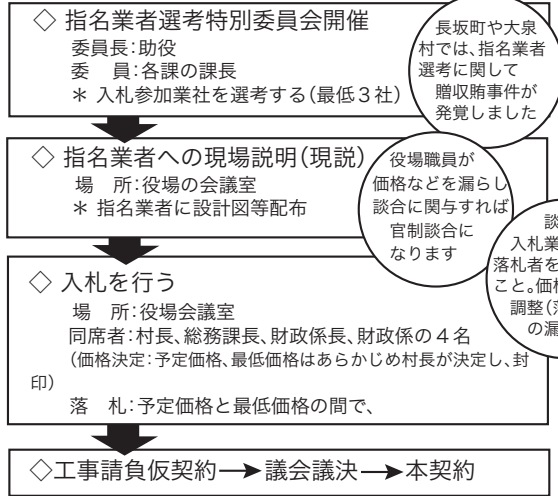 ◇ 指名業者選考特別委員会開催
委員長：助役
委　員：各課の課長
＊ 入札参加業社を選考する（最低３社）
長坂町や大泉
村では、指名業者
選考に関して
贈収賄事件が
発覚しました
◇ 指名業者への現場説明（現説）
場　所：役場の会議室
＊ 指名業者に設計図等配布
役場職員が
価格などを漏らし
談合に関与すれば
官制談合に
なります
談
入札業
落札者を
こと。価格
調整（落
の漏
◇ 入札を行う
場　所：役場会議室
同席者：村長、総務課長、財政係長、財政係の４名
（価格決定：予定価格、最低価格はあらかじめ村長が決定し、封
印）
落　札：予定価格と最低価格の間で、
◇工事請負仮契約→議会議決→本契約